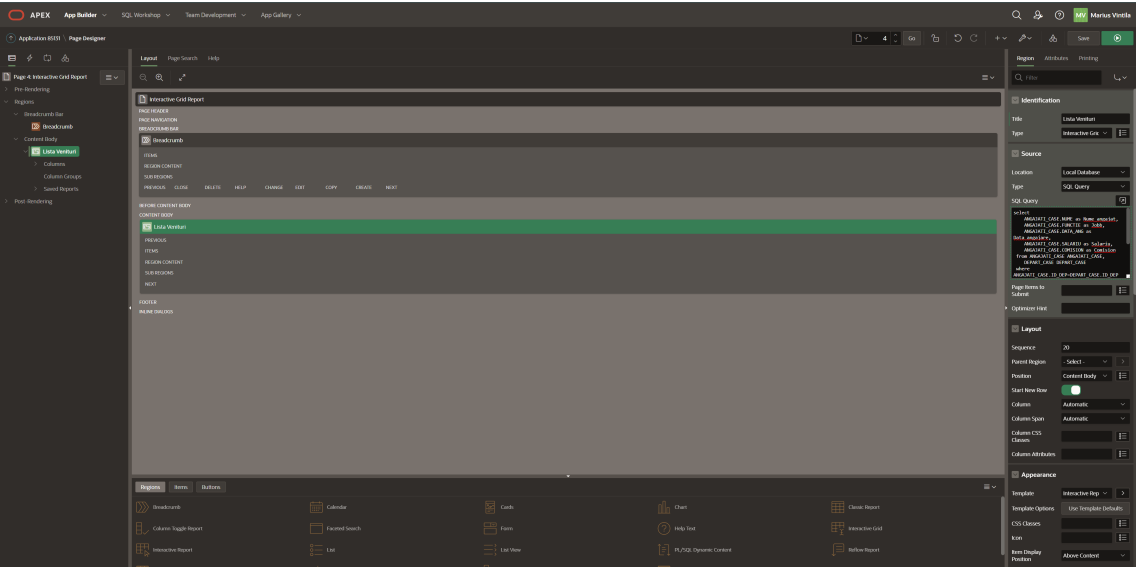 APEX App Builder SQL Workshop Team Development App Gallery MV Marius Vintila
Application 85131 \ Page Designer 4 Go Save
Page 4: Interactive Grid Report
Pre-Rendering
Regions
Breadcrumb Bar
Breadcrumb
Content Body
Lista Venituri
Columns
Column Groups
Saved Reports
Post-Rendering
Layout Page Search Help
Interactive Grid Report
PAGE HEADER
PAGE NAVIGATION
BREADCRUMB BAR
Breadcrumb
ITEMS
REGION CONTENT
SUB REGIONS
PREVIOUS CLOSE DELETE HELP CHANGE EDIT COPY CREATE NEXT
BEFORE CONTENT BODY
CONTENT BODY
Lista Venituri
PREVIOUS
ITEMS
REGION CONTENT
SUB REGIONS
NEXT
FOOTER
INLINE DIALOGS
Regions Items Buttons
Breadcrumb Calendar Cards Chart Classic Report
Column Toggle Report Faceted Search Form Help Text Interactive Grid
Interactive Report List List View PL/SQL Dynamic Content Reflow Report
Region Attributes Printing
Filter
Identification
Title Lista Venituri
Type Interactive Gric
Source
Location Local Database
Type SQL Query
SQL Query
select
ANGAJATI_CASE.NUME as Nume_angajat,
ANGAJATI_CASE.FUNCTIE as Jobb,
ANGAJATI_CASE.DATA_ANG as
Data_angajare,
ANGAJATI_CASE.SALARIU as Salariu,
ANGAJATI_CASE.COMISION as Comision
from ANGAJATI_CASE ANGAJATI_CASE,
DEPART_CASE DEPART_CASE
where
ANGAJATI_CASE.ID_DEP=DEPART_CASE.ID_DEP
Page Items to
Submit
Optimizer Hint
Layout
Sequence 20
Parent Region - Select -
Position Content Body
Start New Row
Column Automatic
Column Span Automatic
Column CSS
Classes
Column Attributes
Appearance
Template Interactive Rep
Template Options Use Template Defaults
CSS Classes
Icon
Item Display
Position Above Content